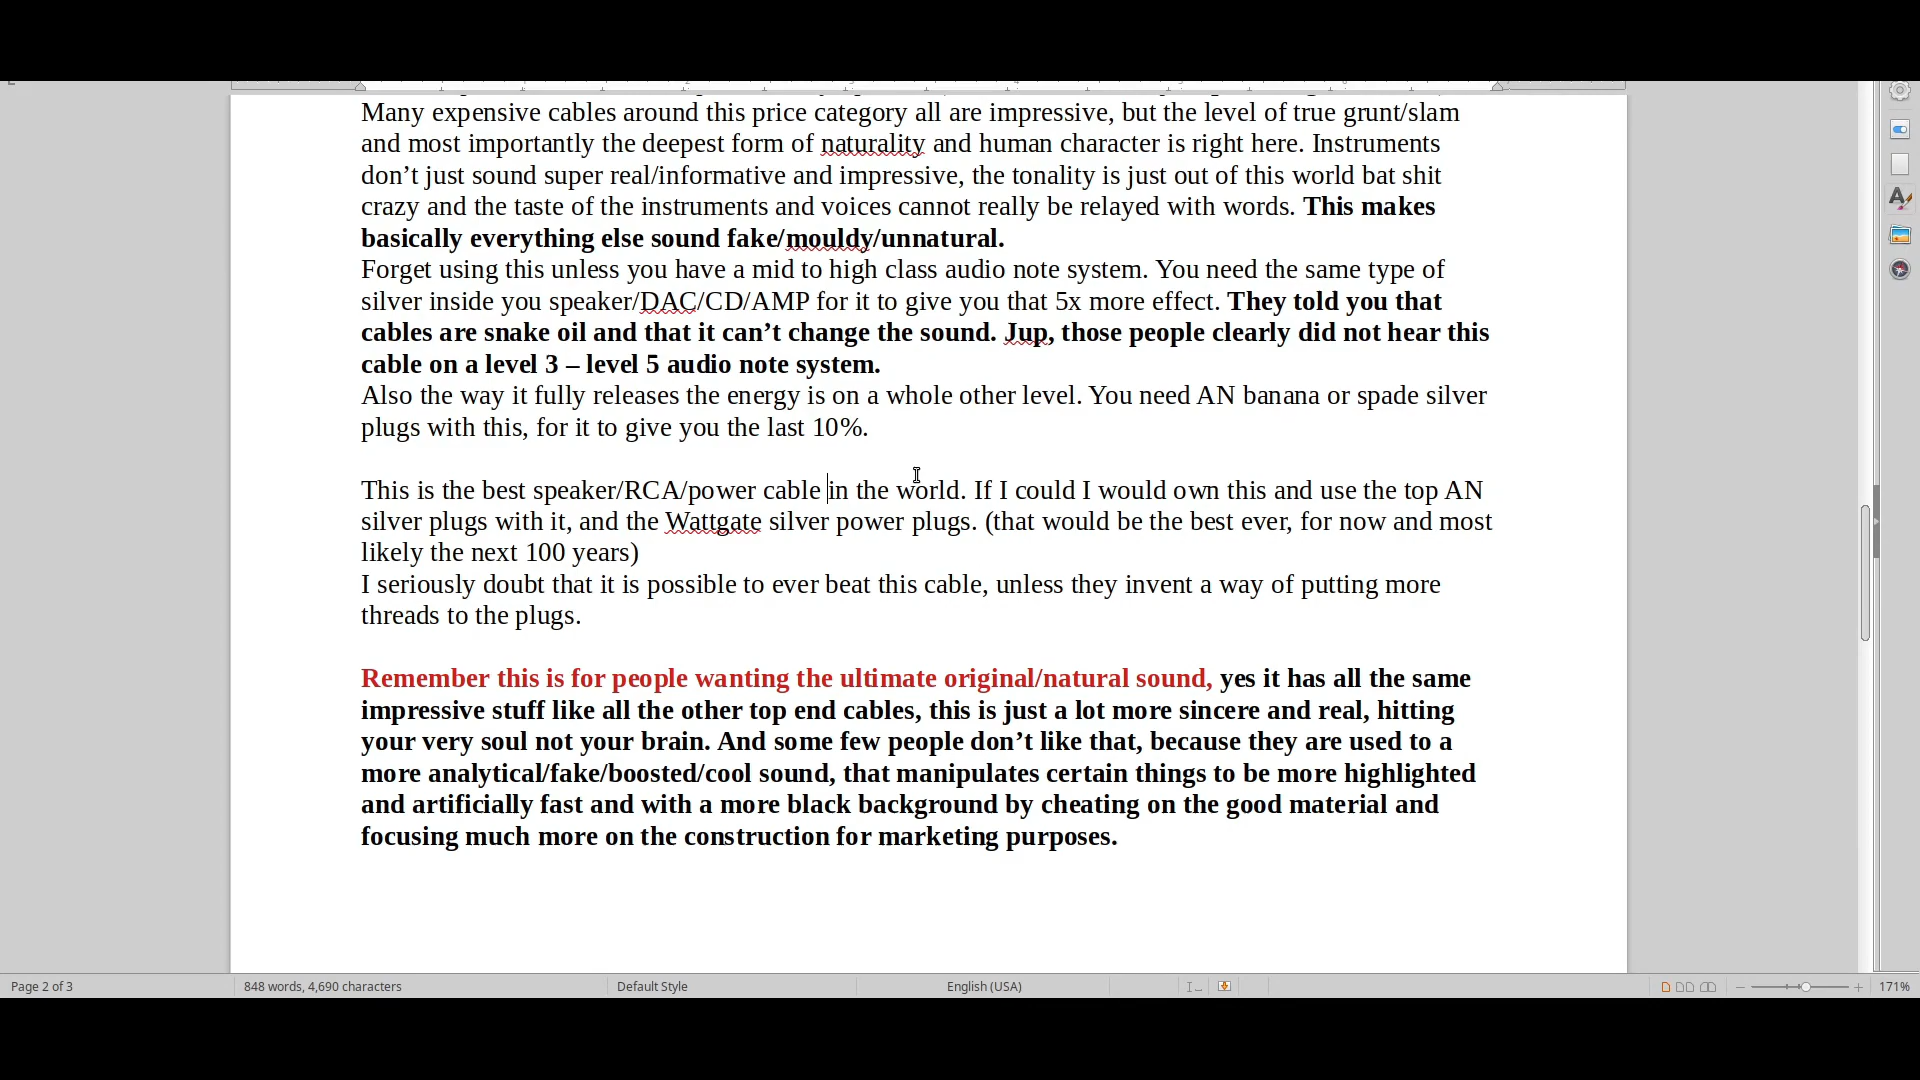 Many expensive cables around this price category all are impressive, but the level of true grunt/slam
and most importantly the deepest form of naturality and human character is right here. Instruments
don’t just sound super real/informative and impressive, the tonality is just out of this world bat shit
crazy and the taste of the instruments and voices cannot really be relayed with words. This makes
basically everything else sound fake/mouldy/unnatural.
Forget using this unless you have a mid to high class audio note system. You need the same type of
silver inside you speaker/DAC/CD/AMP for it to give you that 5x more effect. They told you that
cables are snake oil and that it can’t change the sound. Jup, those people clearly did not hear this
cable on a level 3 – level 5 audio note system.
Also the way it fully releases the energy is on a whole other level. You need AN banana or spade silver
plugs with this, for it to give you the last 10%.
This is the best speaker/RCA/power cable in the world. If I could I would own this and use the top AN
silver plugs with it, and the Wattgate silver power plugs. (that would be the best ever, for now and most
likely the next 100 years)
I seriously doubt that it is possible to ever beat this cable, unless they invent a way of putting more
threads to the plugs.
Remember this is for people wanting the ultimate original/natural sound, yes it has all the same
impressive stuff like all the other top end cables, this is just a lot more sincere and real, hitting
your very soul not your brain. And some few people don’t like that, because they are used to a
more analytical/fake/boosted/cool sound, that manipulates certain things to be more highlighted
and artificially fast and with a more black background by cheating on the good material and
focusing much more on the construction for marketing purposes.
Page 2 of 3 848 words, 4,690 characters Default Style English (USA) 171%